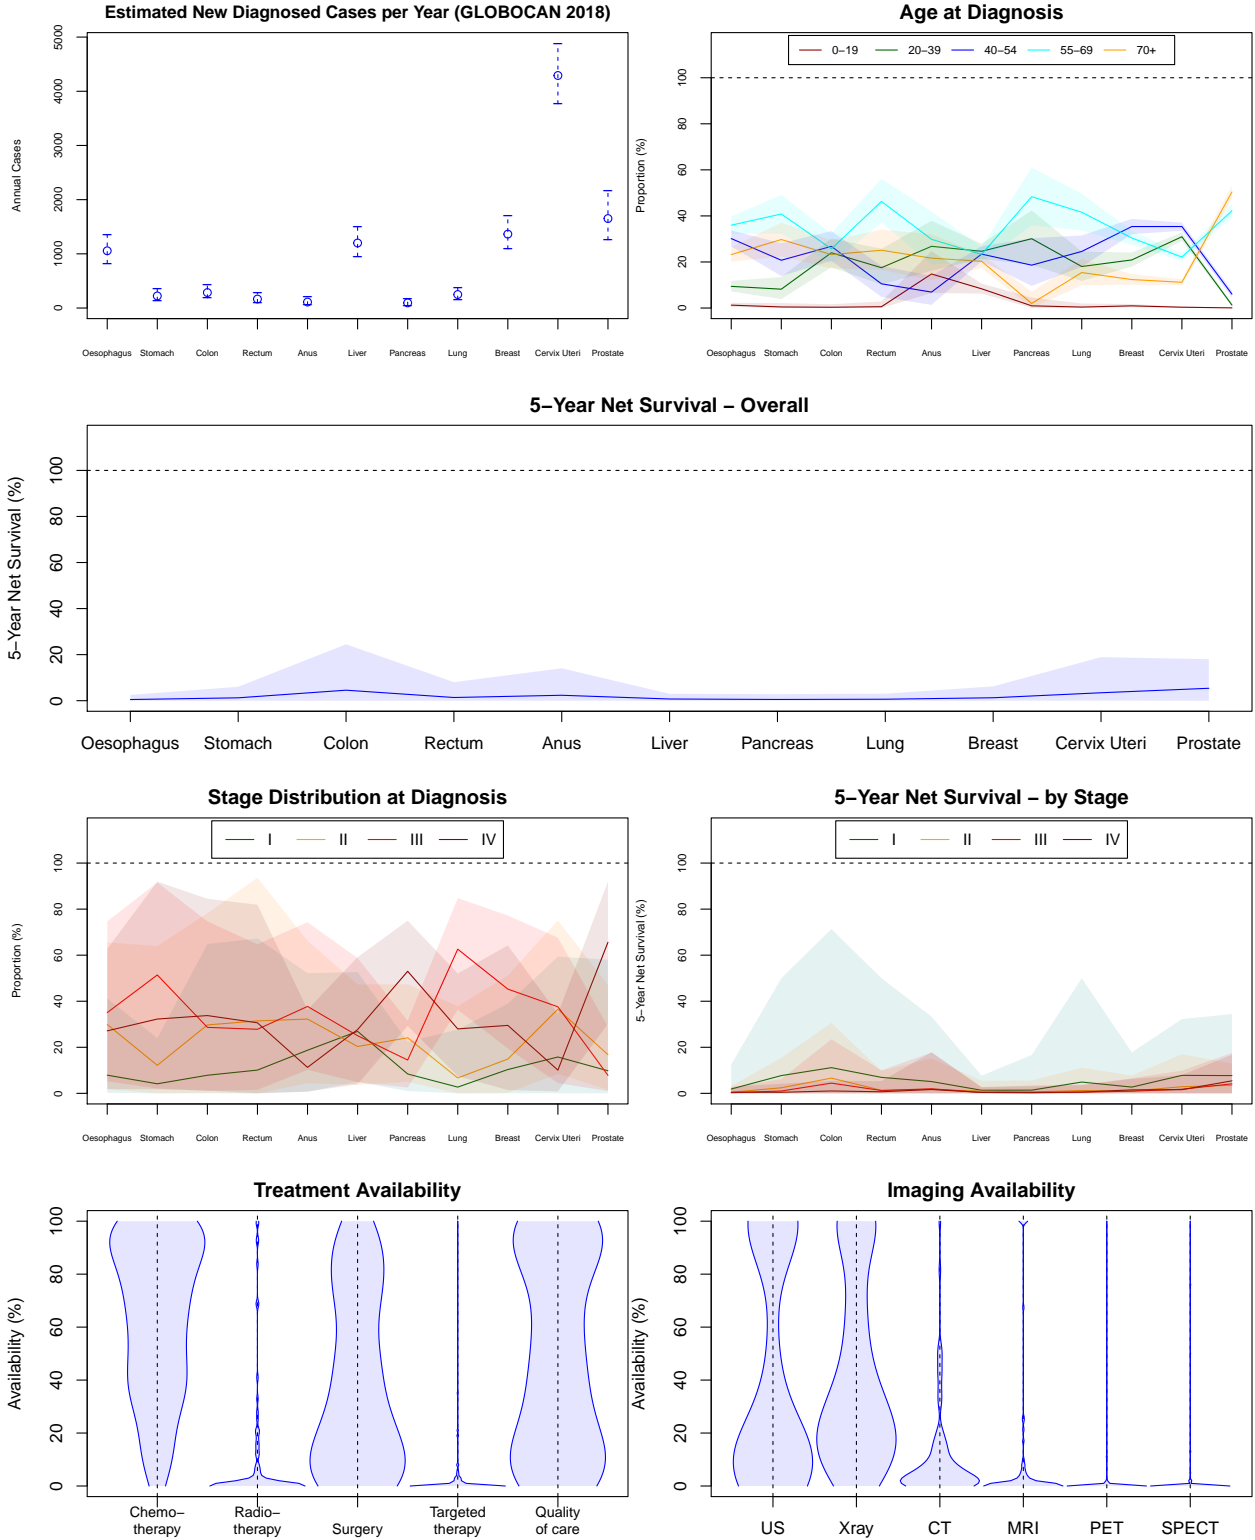 Estimated New Diagnosed Cases per Year (GLOBOCAN 2018)
Annual Cases
5000
4000
3000
2000
1000
0
Oesophagus Stomach Colon Rectum Anus Liver Pancreas Lung Breast Cervix Uteri Prostate
Age at Diagnosis
0−19 20−39 40−54 55−69 70+
Proportion (%)
100
80
60
40
20
0
Oesophagus Stomach Colon Rectum Anus Liver Pancreas Lung Breast Cervix Uteri Prostate
5−Year Net Survival − Overall
5−Year Net Survival (%)
100
80
60
40
20
0
Oesophagus Stomach Colon Rectum Anus Liver Pancreas Lung Breast Cervix Uteri Prostate
Stage Distribution at Diagnosis
I II III IV
Proportion (%)
100
80
60
40
20
0
Oesophagus Stomach Colon Rectum Anus Liver Pancreas Lung Breast Cervix Uteri Prostate
5−Year Net Survival − by Stage
I II III IV
5−Year Net Survival (%)
100
80
60
40
20
0
Oesophagus Stomach Colon Rectum Anus Liver Pancreas Lung Breast Cervix Uteri Prostate
Treatment Availability
Availability (%)
100
80
60
40
20
0
Chemo− Radio− Targeted Quality
therapy therapy Surgery therapy of care
Imaging Availability
Availability (%)
100
80
60
40
20
0
US Xray CT MRI PET SPECT